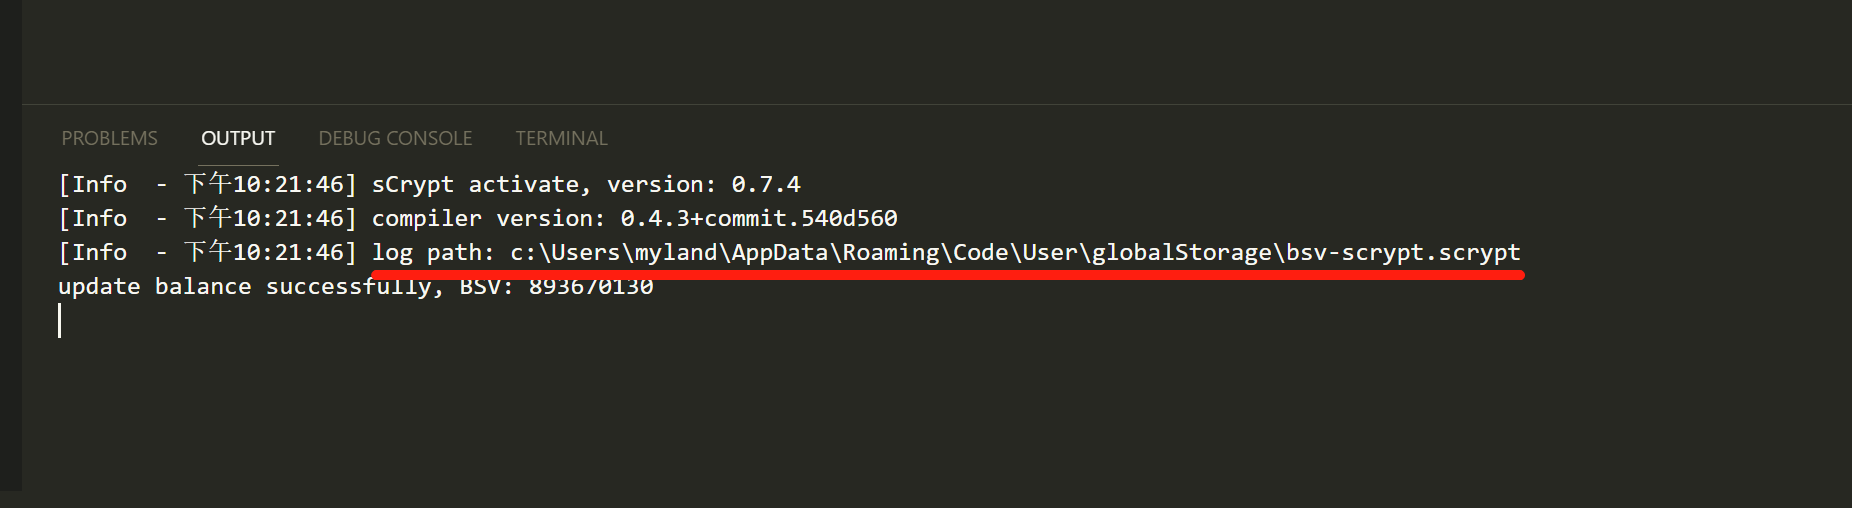 PROBLEMS OUTPUT DEBUG CONSOLE TERMINAL
[Info  - 下午10:21:46] sCrypt activate, version: 0.7.4
[Info  - 下午10:21:46] compiler version: 0.4.3+commit.540d560
[Info  - 下午10:21:46] log path: c:\Users\myland\AppData\Roaming\Code\User\globalStorage\bsv-scrypt.scrypt
update balance successfully, BSV: 893670130